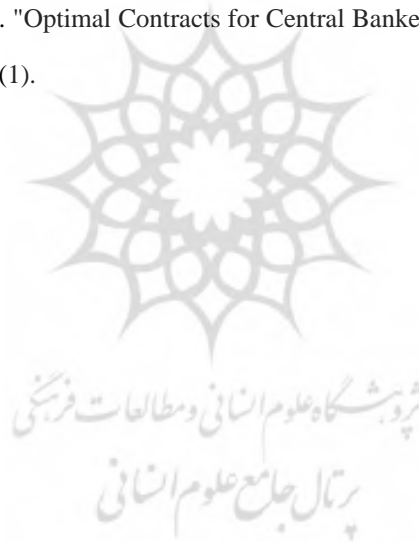 . "Optimal Contracts for Central Banke
(1).
پژوهشگاه علوم انسانی و مطالعات فرهنگی
پرتال جامع علوم انسانی